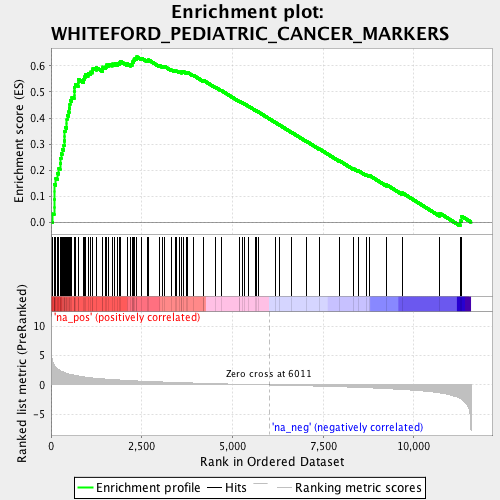 Enrichment plot:
WHITEFORD_PEDIATRIC_CANCER_MARKERS
Enrichment score (ES)
0.6
0.5
0.4
0.3
0.2
0.1
0.0
'na_pos' (positively correlated)
Ranked list metric (PreRanked)
10
5
0
-5
Zero cross at 6011
'na_neg' (negatively correlated)
0
2,500
5,000
7,500
10,000
Rank in Ordered Dataset
Enrichment profile
Hits
Ranking metric scores